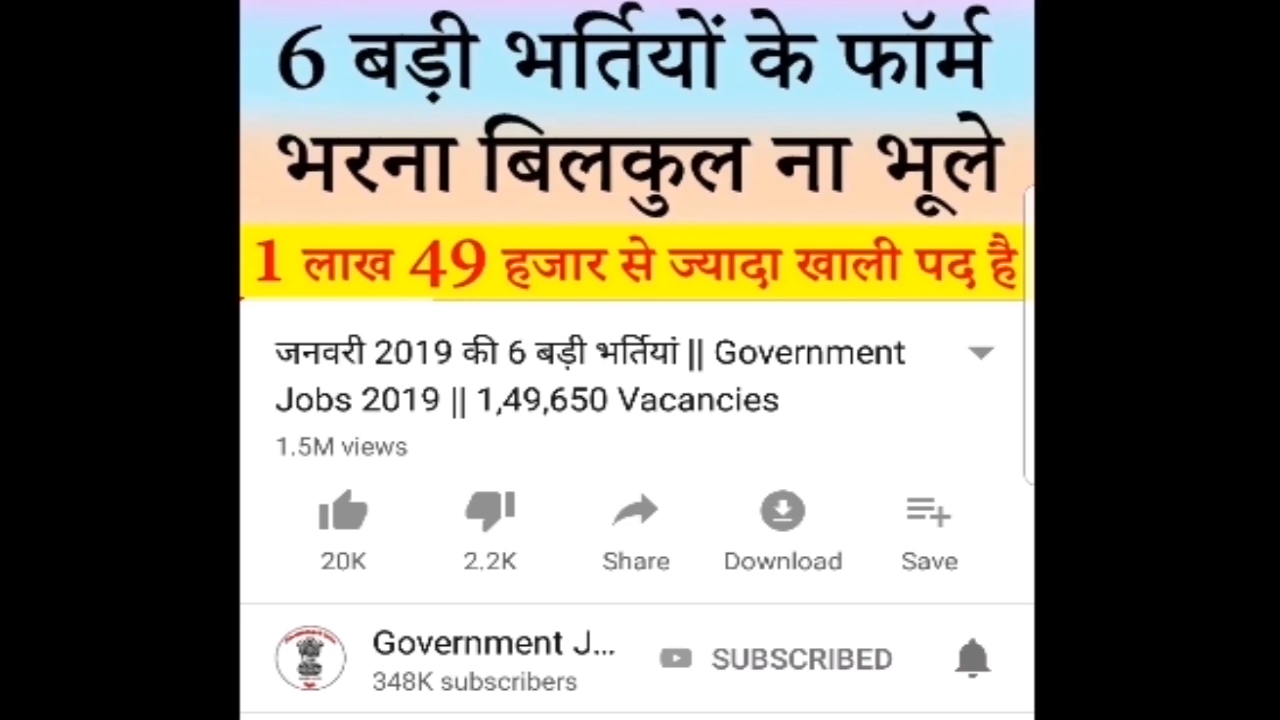 6 बड़ी भर्तियों के फॉर्म
भरना बिलकुल ना भूले
1 लाख 49 हजार से ज्यादा खाली पद है
जनवरी 2019 की 6 बड़ी भर्तियां || Government
Jobs 2019 || 1,49,650 Vacancies
1.5M views
20K 2.2K Share Download Save
Government J...
SUBSCRIBED
348K subscribers